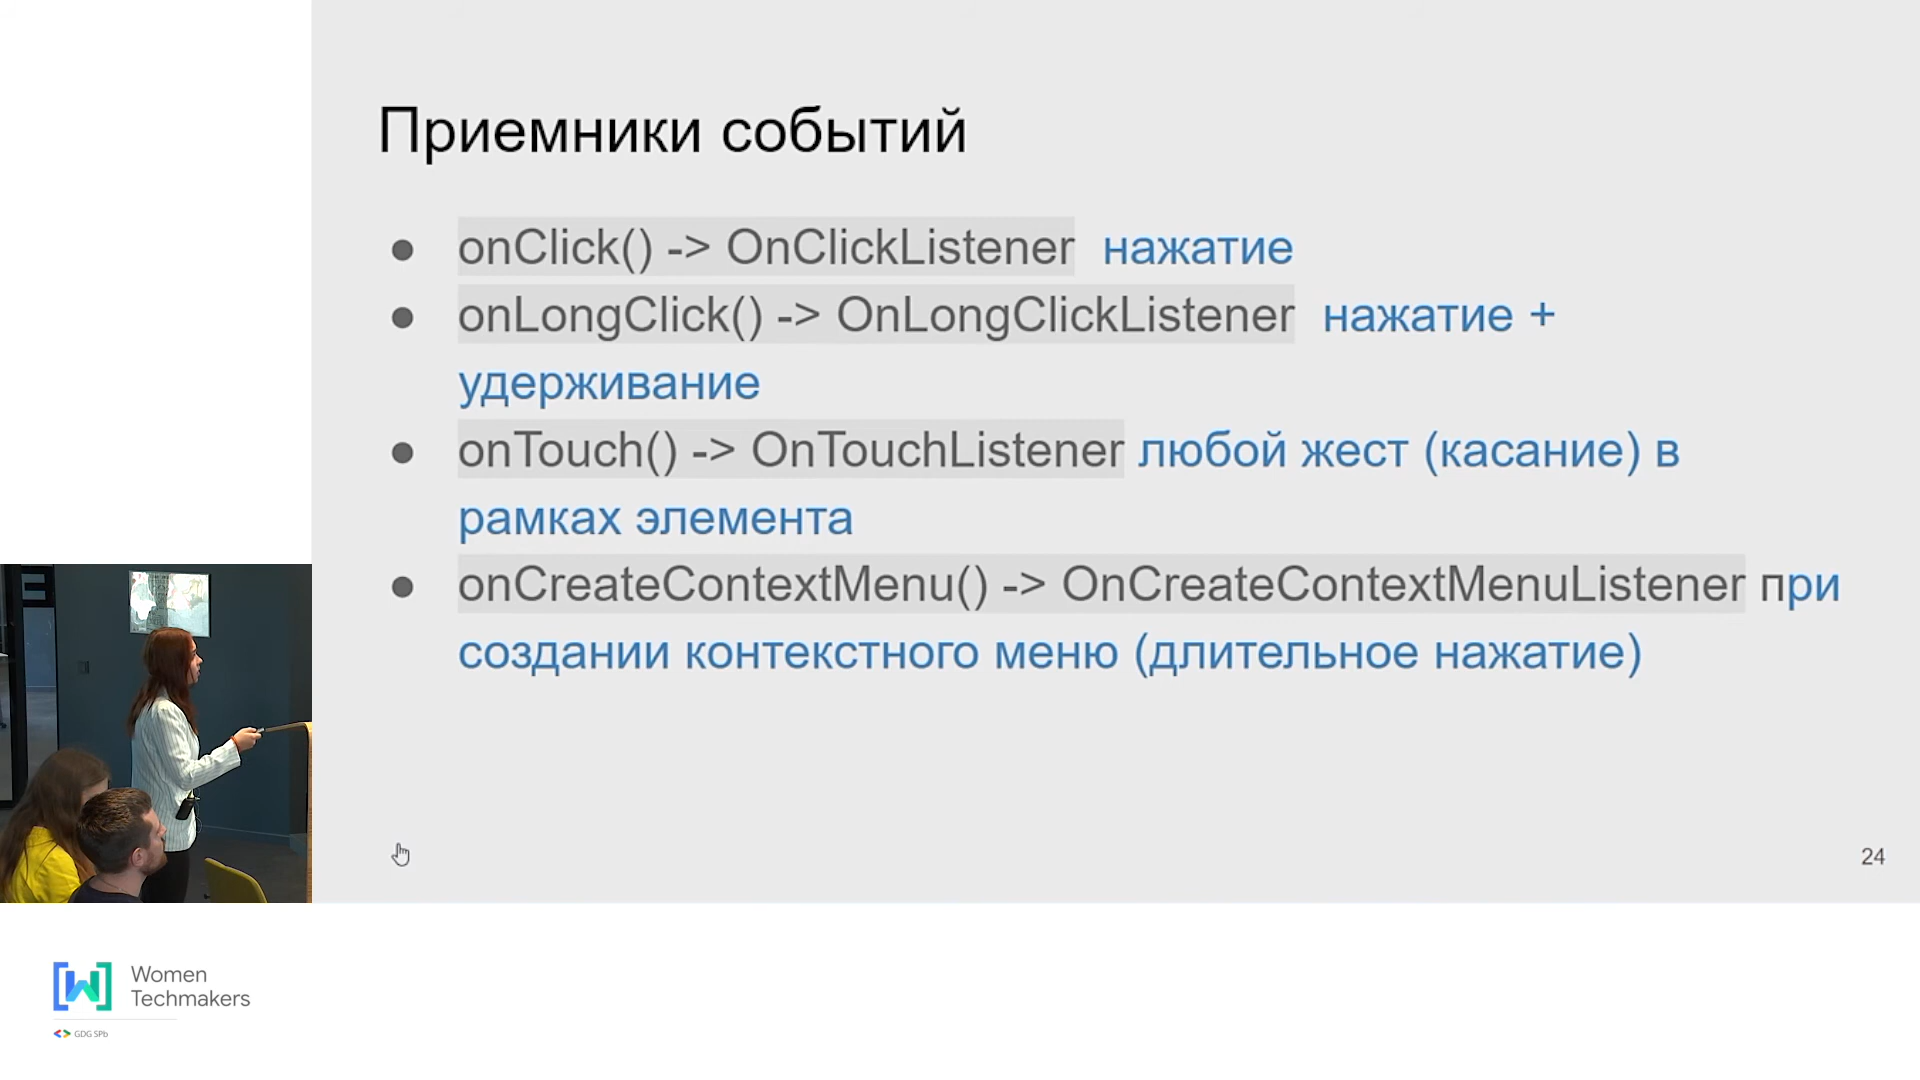 Приемники событий
● onClick() -> OnClickListener нажатие
● onLongClick() -> OnLongClickListener нажатие +
удерживание
● onTouch() -> OnTouchListener любой жест (касание) в
рамках элемента
● onCreateContextMenu() -> OnCreateContextMenuListener при
создании контекстного меню (длительное нажатие)
24
Women
Techmakers
GDG SPb